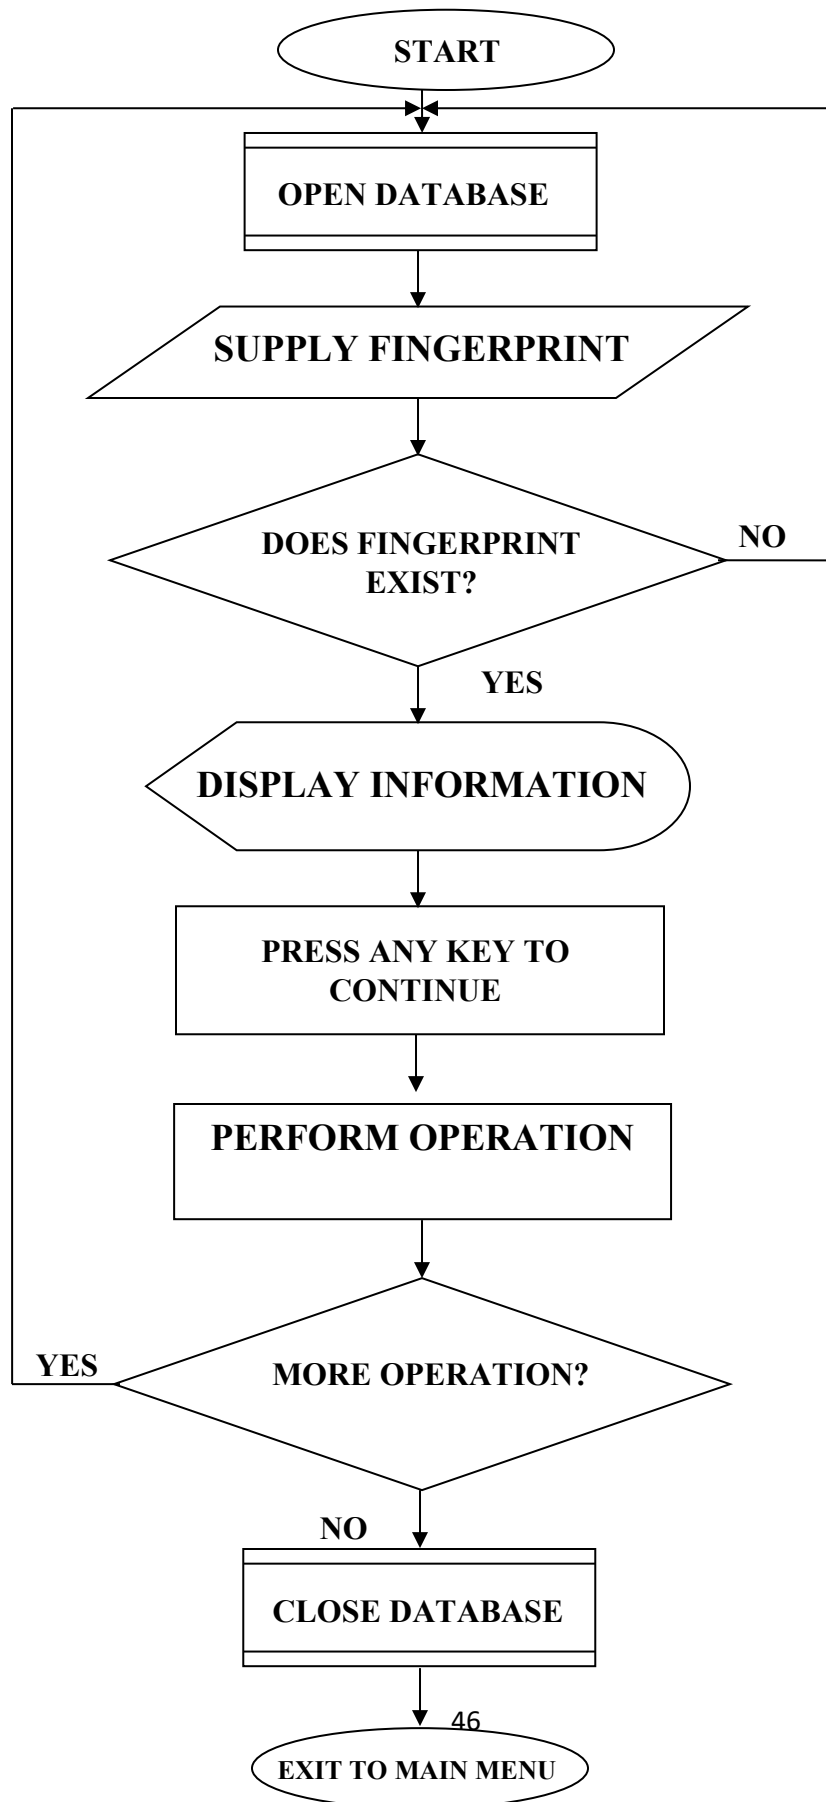 START
OPEN DATABASE
SUPPLY FINGERPRINT
DOES FINGERPRINT
EXIST?
NO
YES
DISPLAY INFORMATION
PRESS ANY KEY TO
CONTINUE
PERFORM OPERATION
YES
MORE OPERATION?
NO
CLOSE DATABASE
46
EXIT TO MAIN MENU